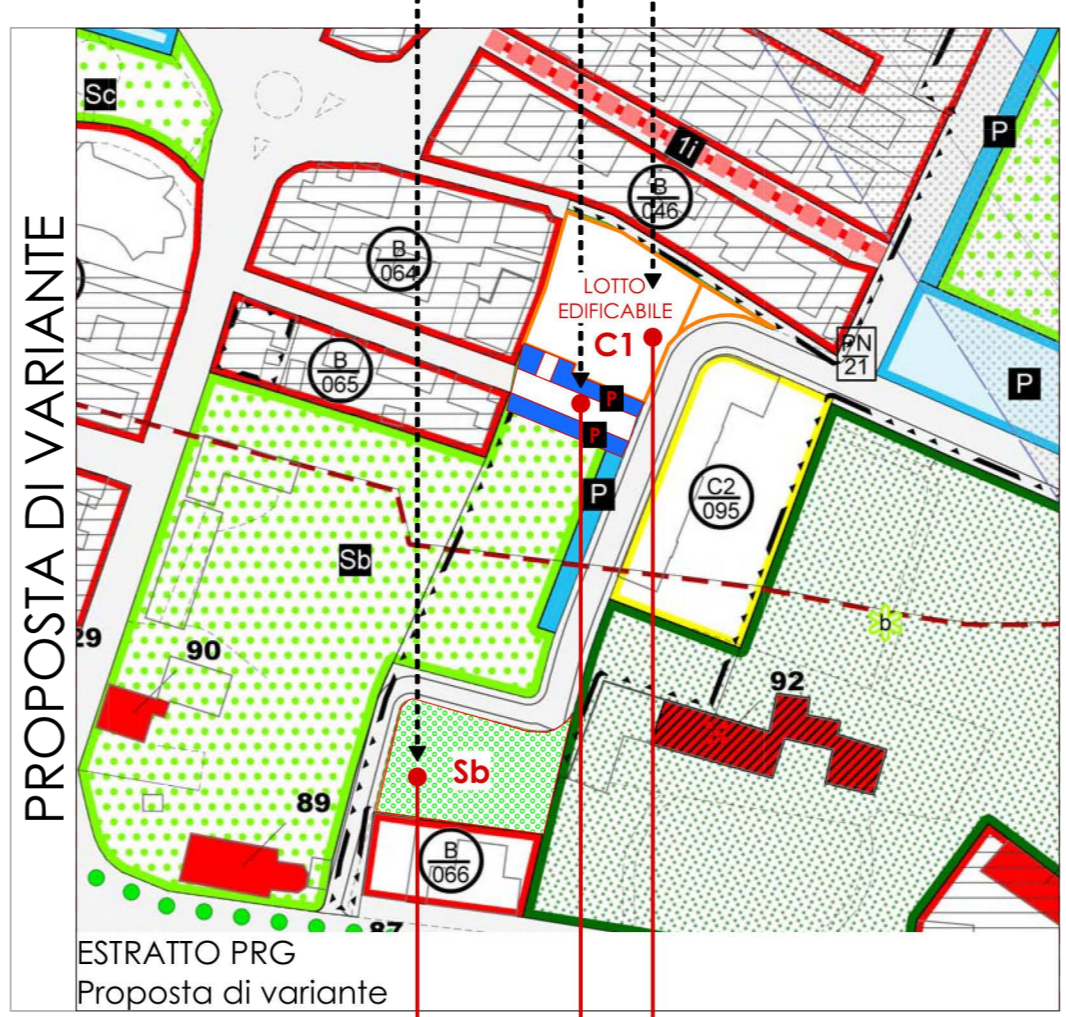 PROPOSTA DI VARIANTE
Sc
P
1i
B
046
B
064
LOTTO
EDIFICABILE
C1
PN
21
B
065
P
P
P
P
C2
095
Sb
b
29
90
92
Sb
89
B
066
87
ESTRATTO PRG
Proposta di variante